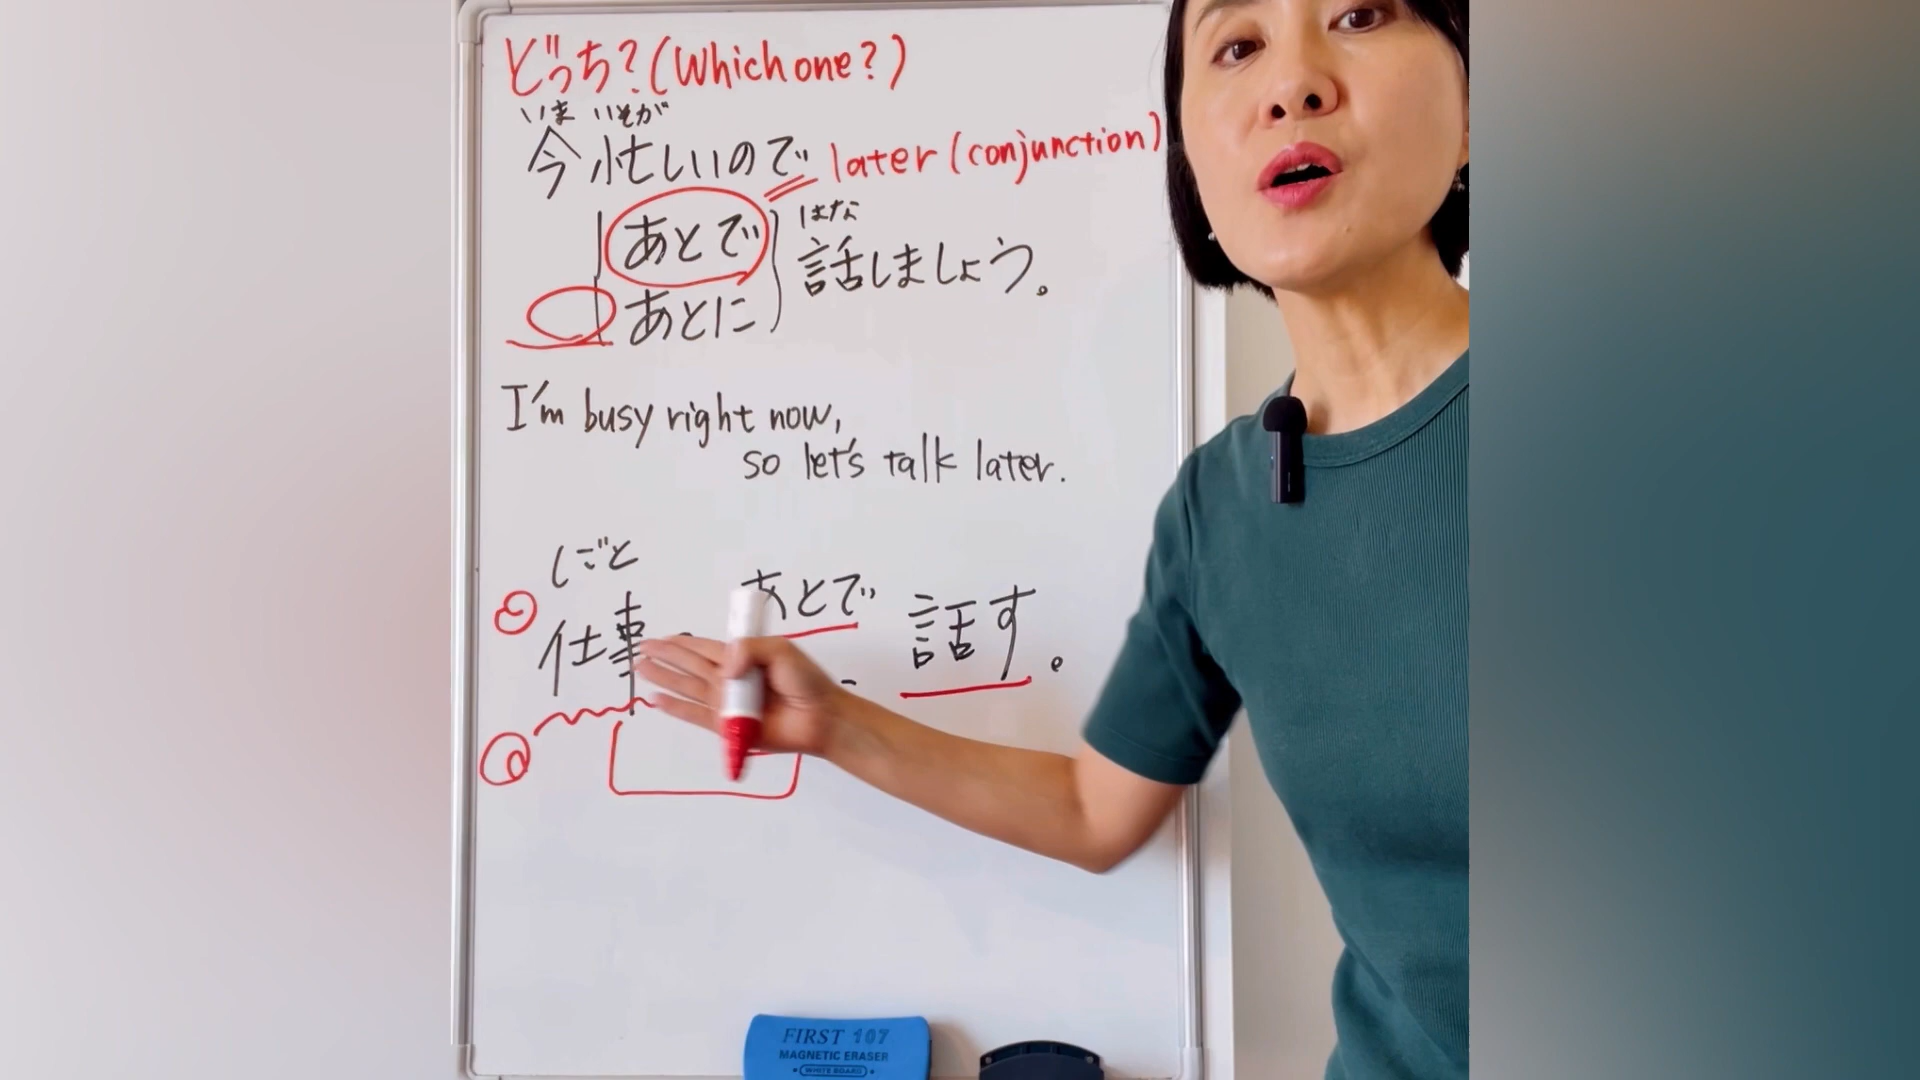 どっち？(Which one？)
いま いそが
今忙しいので later (conjunction)
あとで
はな
話しましょう。
あとに
I'm busy right now,
so let's talk later.
しごと
仕事
あとで
話す。
FIRST 107
MAGNETIC ERASER
WHITE BOARD